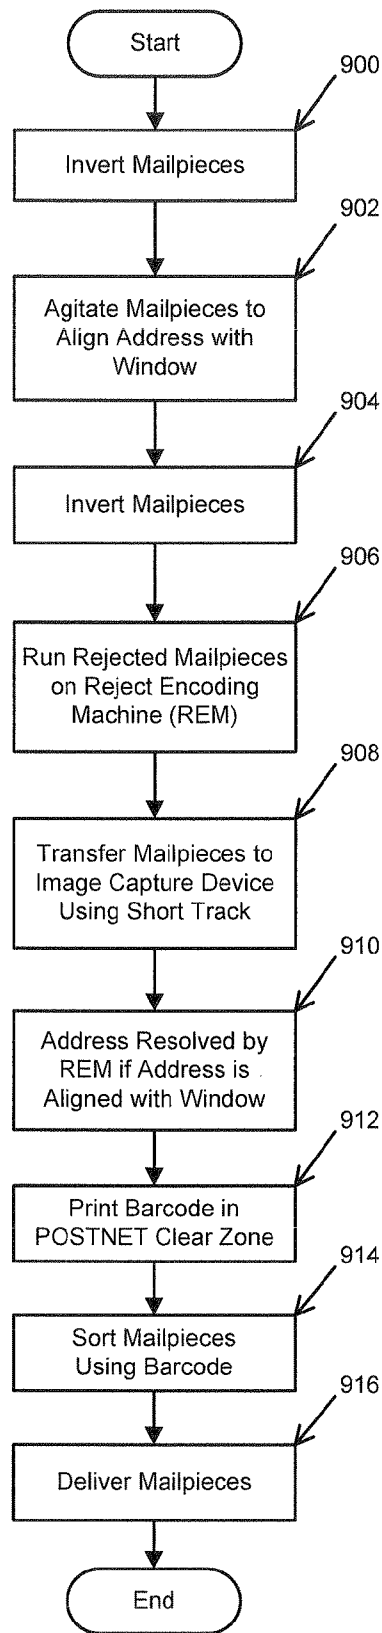 Start
900
Invert Mailpieces
902
Agitate Mailpieces to
Align Address with
Window
904
Invert Mailpieces
906
Run Rejected Mailpieces
on Reject Encoding
Machine (REM)
908
Transfer Mailpieces to
Image Capture Device
Using Short Track
910
Address Resolved by
REM if Address is
Aligned with Window
912
Print Barcode in
POSTNET Clear Zone
914
Sort Mailpieces
Using Barcode
916
Deliver Mailpieces
End